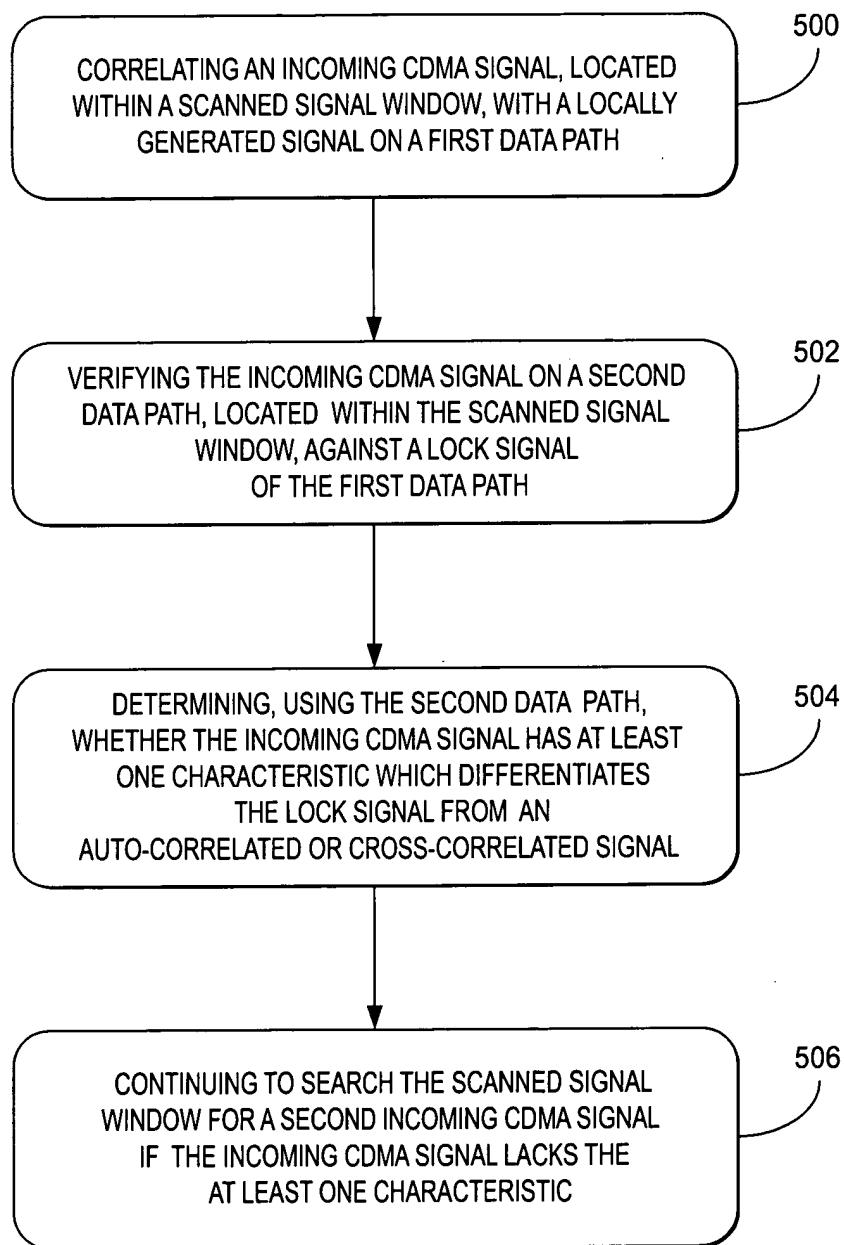 500
CORRELATING AN INCOMING CDMA SIGNAL, LOCATED
WITHIN A SCANNED SIGNAL WINDOW, WITH A LOCALLY
GENERATED SIGNAL ON A FIRST DATA PATH
502
VERIFYING THE INCOMING CDMA SIGNAL ON A SECOND
DATA PATH, LOCATED WITHIN THE SCANNED SIGNAL
WINDOW, AGAINST A LOCK SIGNAL
OF THE FIRST DATA PATH
504
DETERMINING, USING THE SECOND DATA PATH,
WHETHER THE INCOMING CDMA SIGNAL HAS AT LEAST
ONE CHARACTERISTIC WHICH DIFFERENTIATES
THE LOCK SIGNAL FROM AN
AUTO-CORRELATED OR CROSS-CORRELATED SIGNAL
506
CONTINUING TO SEARCH THE SCANNED SIGNAL
WINDOW FOR A SECOND INCOMING CDMA SIGNAL
IF THE INCOMING CDMA SIGNAL LACKS THE
AT LEAST ONE CHARACTERISTIC